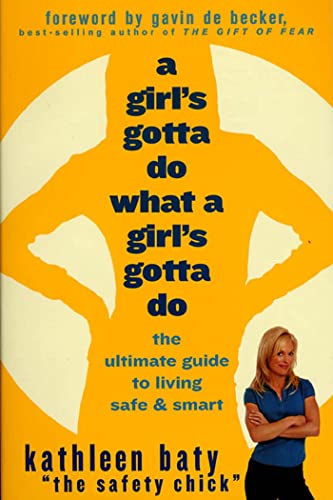 foreword by gavin de becker,
best-selling author of THE GIFT OF FEAR
a
girl's
gotta
do
what a
girl's
gotta
do
the
ultimate guide
to living
safe & smart
kathleen baty
"the safety chick"